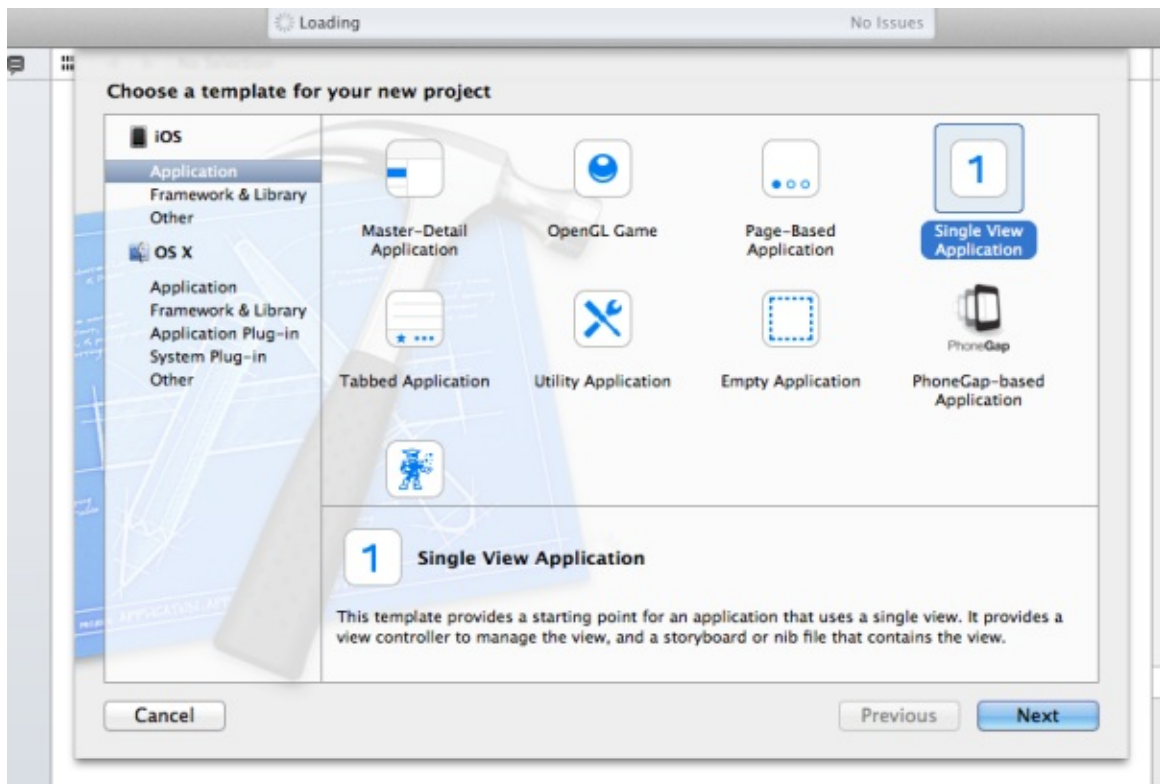 Loading
No Issues
No Selection
Choose a template for your new project
iOS
Application
Framework & Library
Other
OS X
Application
Framework & Library
Application Plug-in
System Plug-in
Other
Master-Detail
Application
OpenGL Game
Page-Based
Application
Single View
Application
Tabbed Application
Utility Application
Empty Application
PhoneGap
PhoneGap-based
Application
1
Single View Application
This template provides a starting point for an application that uses a single view. It provides a
view controller to manage the view, and a storyboard or nib file that contains the view.
Cancel
Previous
Next